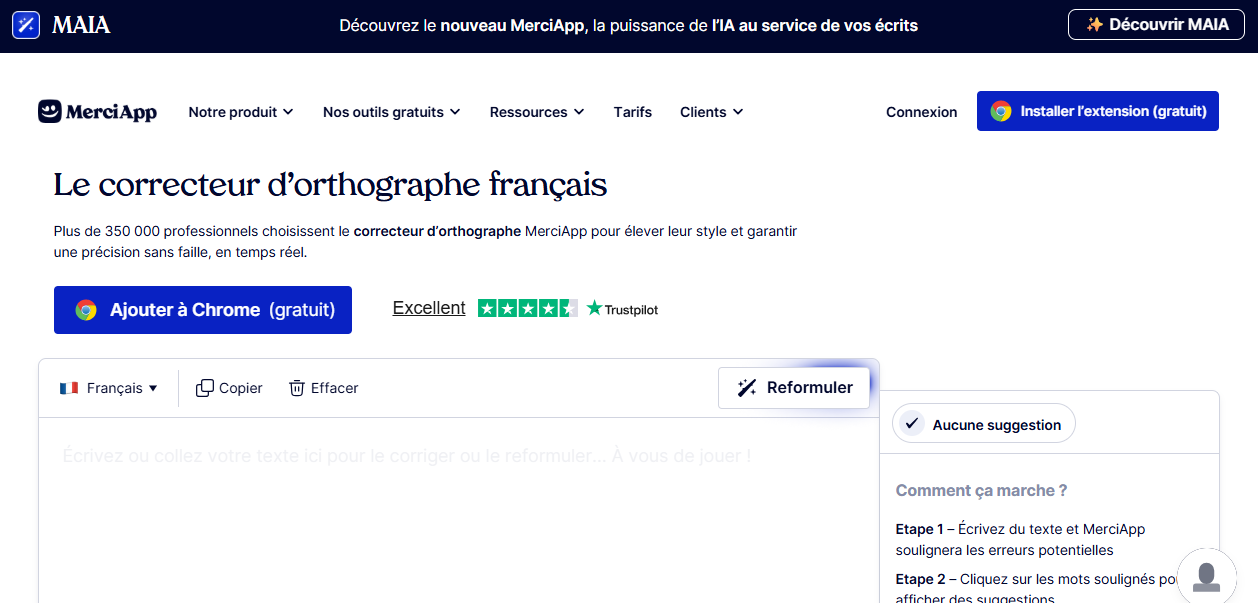 MAIA
Découvrez le nouveau MerciApp, la puissance de l’IA au service de vos écrits
Découvrir MAIA
MerciApp
Notre produit
Nos outils gratuits
Ressources
Tarifs
Clients
Connexion
Installer l’extension (gratuit)
Le correcteur d’orthographe français
Plus de 350 000 professionnels choisissent le correcteur d’orthographe MerciApp pour élever leur style et garantir
une précision sans faille, en temps réel.
Ajouter à Chrome (gratuit)
Excellent
Trustpilot
Français
Copier
Effacer
Reformuler
Écrivez ou collez votre texte ici pour le corriger ou le reformuler... À vous de jouer !
Aucune suggestion
Comment ça marche ?
Etape 1 – Écrivez du texte et MerciApp
soulignera les erreurs potentielles
Etape 2 – Cliquez sur les mots soulignés
afficher des suggestions